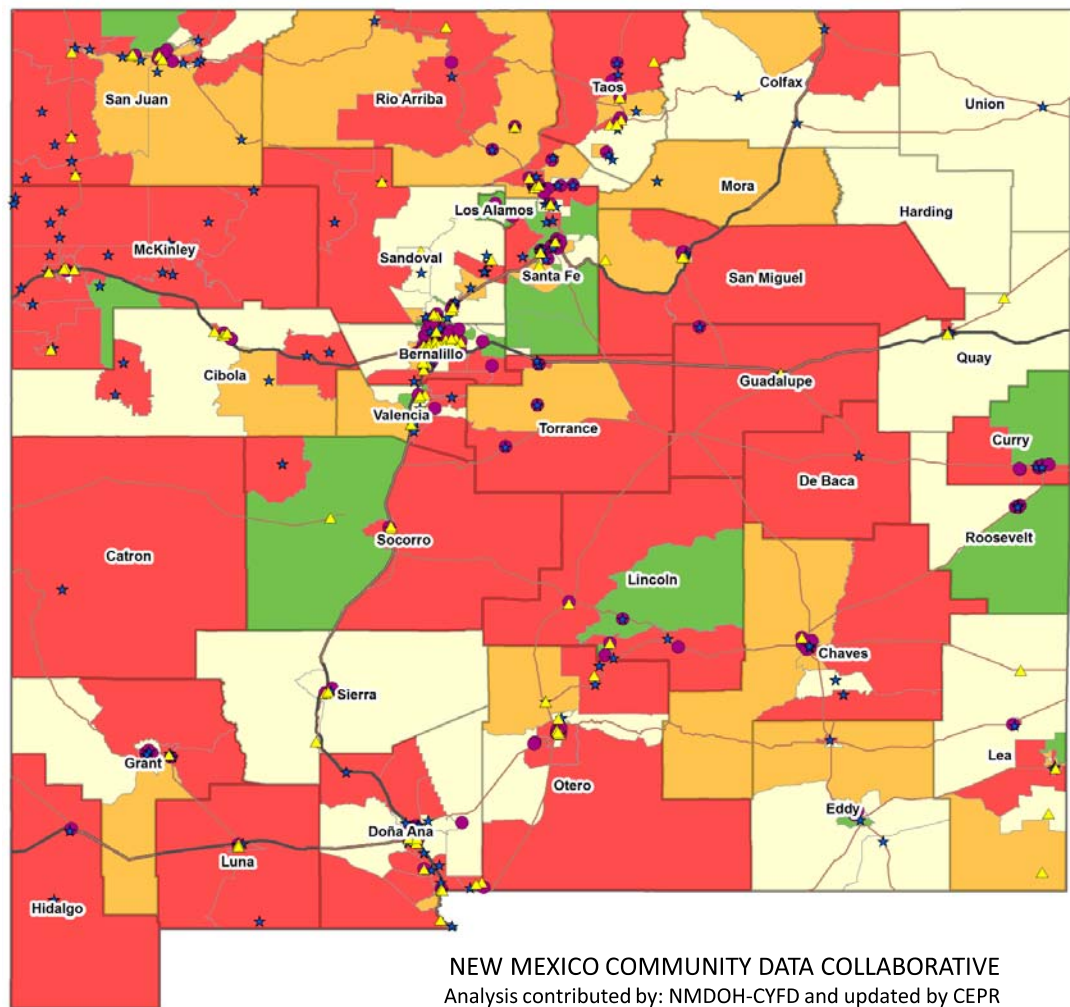 San Juan
Rio Arriba
Taos
Colfax
Union
Mora
Harding
Los Alamos
McKinley
Sandoval
Santa Fe
San Miguel
Bernalillo
Quay
Cibola
Guadalupe
Valencia
Torrance
Curry
De Baca
Socorro
Roosevelt
Catron
Lincoln
Chaves
Sierra
Grant
Lea
Otero
Eddy
Doña Ana
Luna
Hidalgo
NEW MEXICO COMMUNITY DATA COLLABORATIVE
Analysis contributed by: NMDOH-CYFD and updated by CEPR